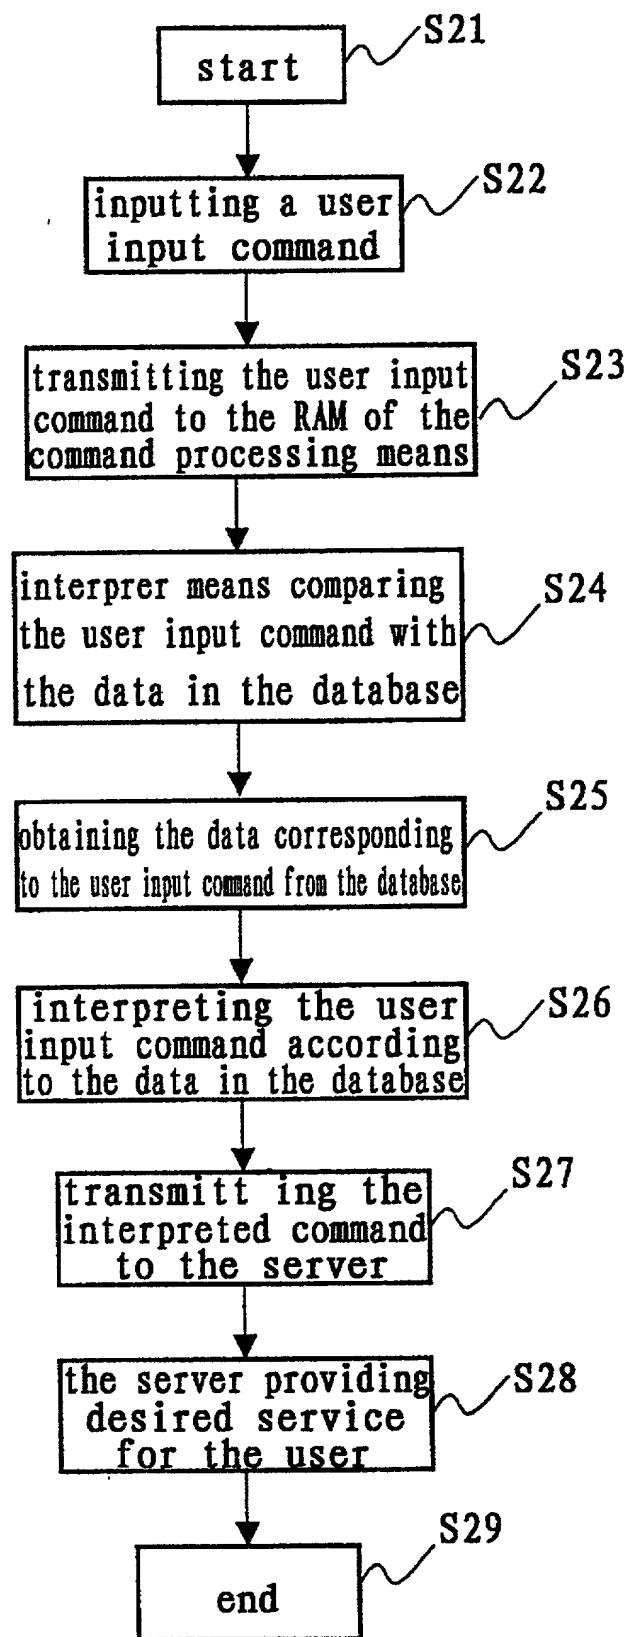 S21
start
S22
inputting a user
input command
S23
transmitting the user input
command to the RAM of the
command processing means
S24
interprer means comparing
the user input command with
the data in the database
S25
obtaining the data corresponding
to the user input command from the database
S26
interpreting the user
input command according
to the data in the database
S27
transmitt ing the
interpreted command
to the server
S28
the server providing
desired service
for the user
S29
end